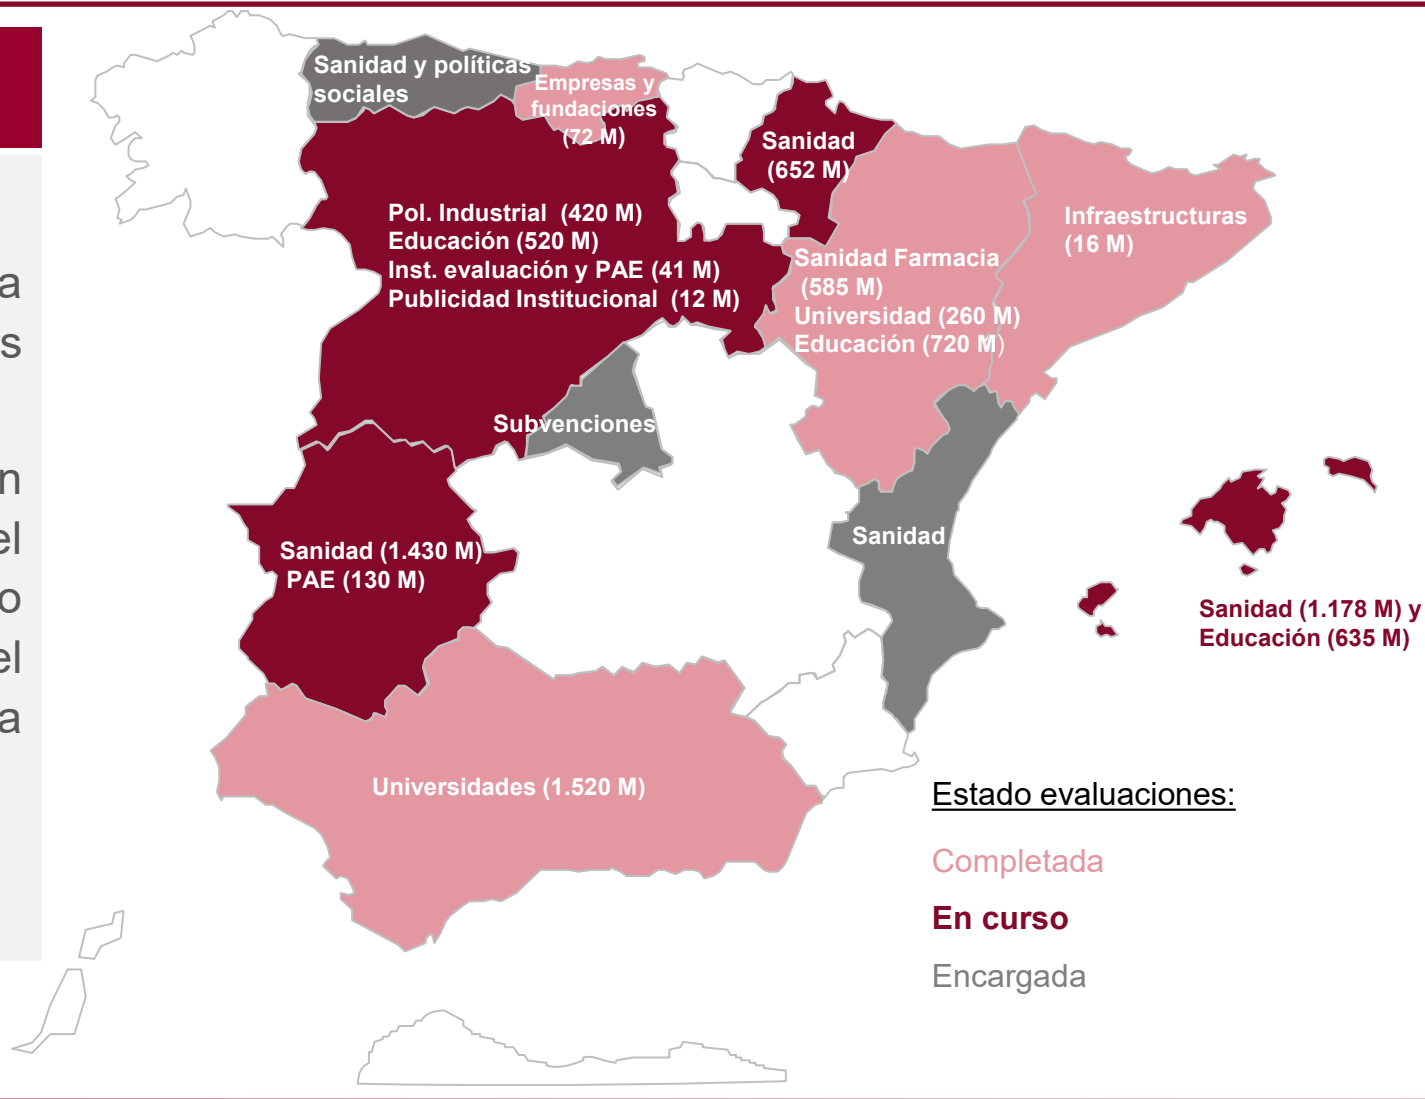 a
s
n
el
o
el
a
Sanidad y políticas
sociales
Empresas y
fundaciones
(72 M)
Sanidad
(652 M)
Pol. Industrial (420 M)
Educación (520 M)
Inst. evaluación y PAE (41 M)
Publicidad Institucional (12 M)
Infraestructuras
(16 M)
Sanidad Farmacia
(585 M)
Universidad (260 M)
Educación (720 M)
Subvenciones
Sanidad (1.430 M)
PAE (130 M)
Sanidad
Sanidad (1.178 M) y
Educación (635 M)
Universidades (1.520 M)
Estado evaluaciones:
Completada
En curso
Encargada